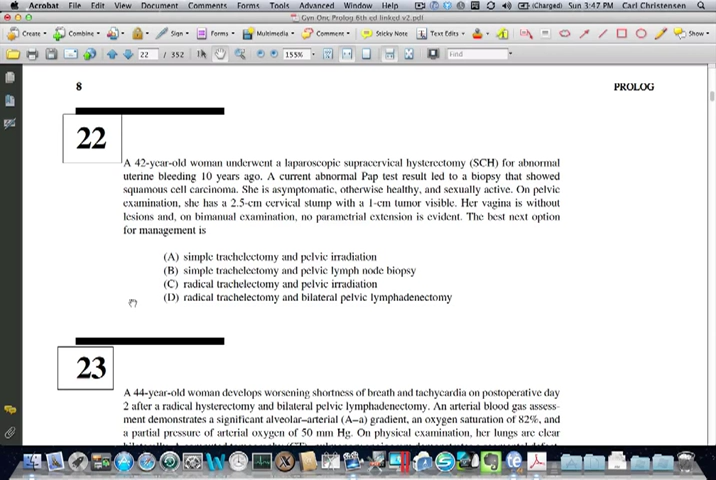 Acrobat File Edit View Document Comments Forms Tools Advanced Window Help (Charged) Sun 3:47 PM Carl Christensen
Gyn Onc Prolog 6th ed linked v2.pdf
Create Combine Sign Forms Multimedia Comment Sticky Note Text Edits Show
22 / 352 155% Find
8 PROLOG
22
A 42-year-old woman underwent a laparoscopic supracervical hysterectomy (SCH) for abnormal
uterine bleeding 10 years ago. A current abnormal Pap test result led to a biopsy that showed
squamous cell carcinoma. She is asymptomatic, otherwise healthy, and sexually active. On pelvic
examination, she has a 2.5-cm cervical stump with a 1-cm tumor visible. Her vagina is without
lesions and, on bimanual examination, no parametrial extension is evident. The best next option
for management is
(A) simple trachelectomy and pelvic irradiation
(B) simple trachelectomy and pelvic lymph node biopsy
(C) radical trachelectomy and pelvic irradiation
(D) radical trachelectomy and bilateral pelvic lymphadenectomy
23
A 44-year-old woman develops worsening shortness of breath and tachycardia on postoperative day
2 after a radical hysterectomy and bilateral pelvic lymphadenectomy. An arterial blood gas assess-
ment demonstrates a significant alveolar–arterial (A–a) gradient, an oxygen saturation of 82%, and
a partial pressure of arterial oxygen of 50 mm Hg. On physical examination, her lungs are clear